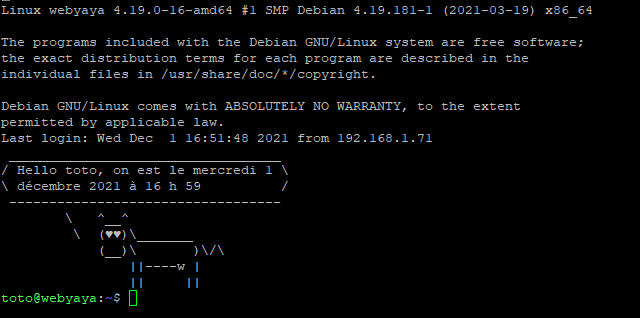 Linux webyaya 4.19.0-16-amd64 #1 SMP Debian 4.19.181-1 (2021-03-19) x86_64
The programs included with the Debian GNU/Linux system are free software;
the exact distribution terms for each program are described in the
individual files in /usr/share/doc/*/copyright.
Debian GNU/Linux comes with ABSOLUTELY NO WARRANTY, to the extent
permitted by applicable law.
Last login: Wed Dec  1 16:51:48 2021 from 192.168.1.71
 _________________________________
/ Hello toto, on est le mercredi 1 \
\ décembre 2021 à 16 h 59          /
 ---------------------------------
        \   ^__^
         \  (♥♥)\_______
            (__)\       )\/\
                ||----w |
                ||     ||
toto@webyaya:~$